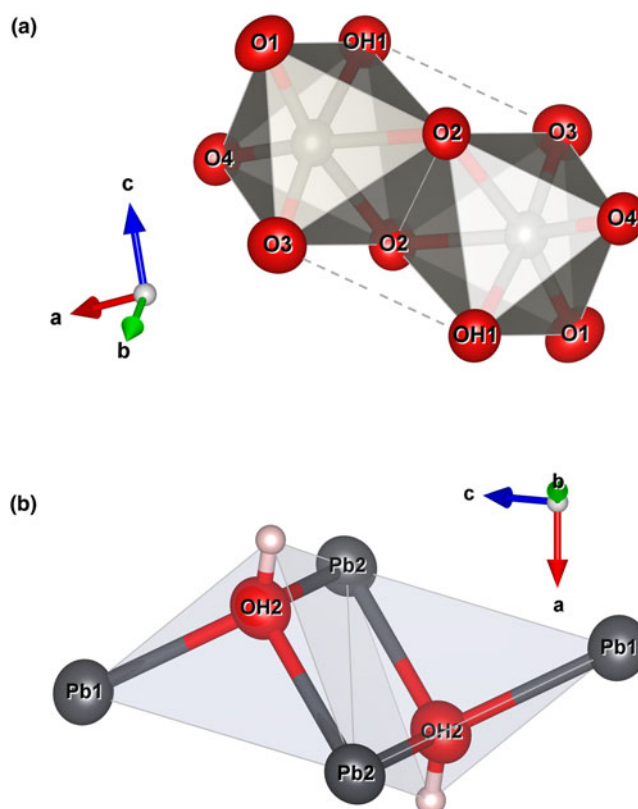 (a)
O1 OH1
O2 O3
O4
O4
c
O3 O2
a
b
OH1 O1
(b)
b
c
a
Pb2
OH2
Pb1
Pb1
OH2
Pb2